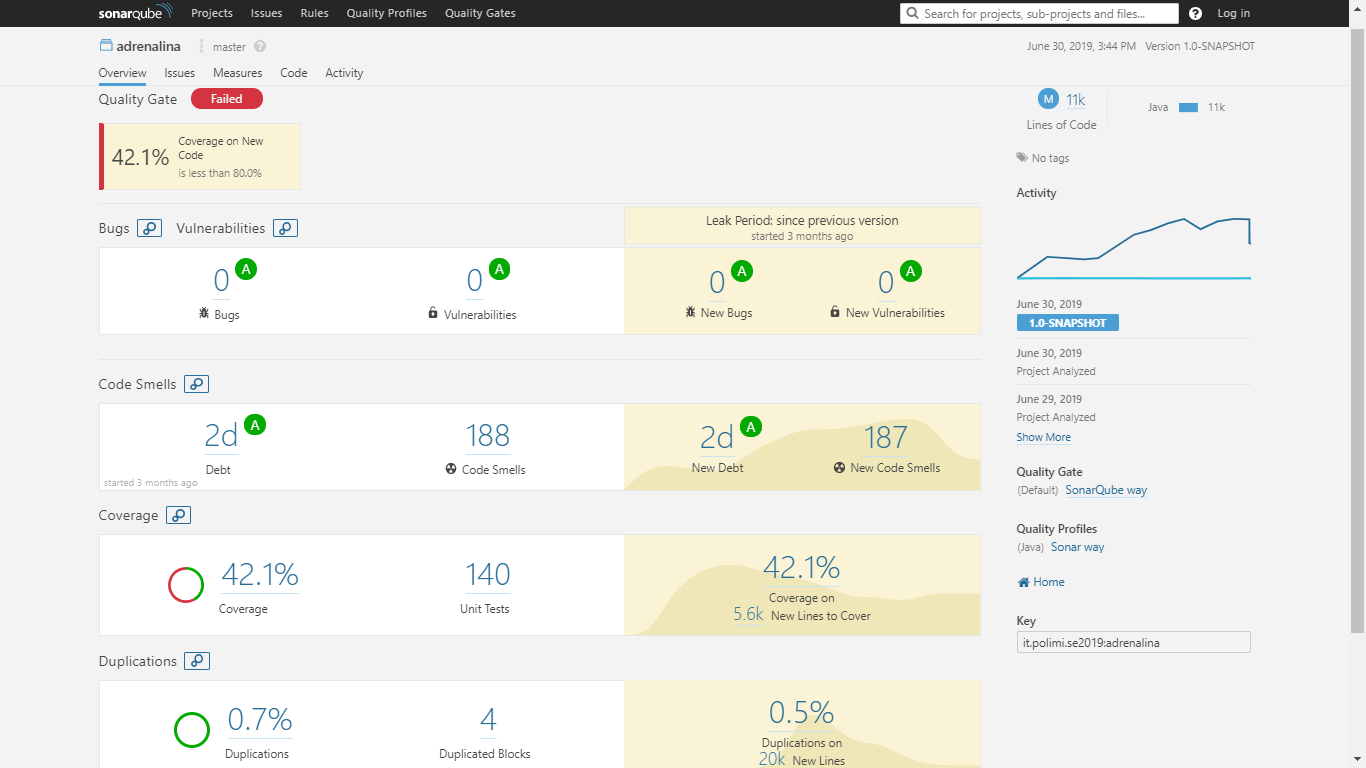 sonarqube Projects Issues Rules Quality Profiles Quality Gates Search for projects, sub-projects and files... ? Log in
adrenalina master ? June 30, 2019, 3:44 PM Version 1.0-SNAPSHOT
Overview Issues Measures Code Activity
Quality Gate Failed
42.1% Coverage on New Code
is less than 80.0%
Bugs Vulnerabilities
Leak Period: since previous version
started 3 months ago
0 A 0 A 0 A 0 A
Bugs Vulnerabilities New Bugs New Vulnerabilities
Code Smells
2d A 188 2d A 187
Debt Code Smells New Debt New Code Smells
started 3 months ago
Coverage
42.1% 140 42.1%
Coverage Unit Tests Coverage on
5.6k New Lines to Cover
Duplications
0.7% 4 0.5%
Duplications Duplicated Blocks Duplications on
20k New Lines
M 11k Java 11k
Lines of Code
No tags
Activity
June 30, 2019
1.0-SNAPSHOT
June 30, 2019
Project Analyzed
June 29, 2019
Project Analyzed
Show More
Quality Gate
(Default) SonarQube way
Quality Profiles
(Java) Sonar way
Home
Key
it.polimi.se2019:adrenalina